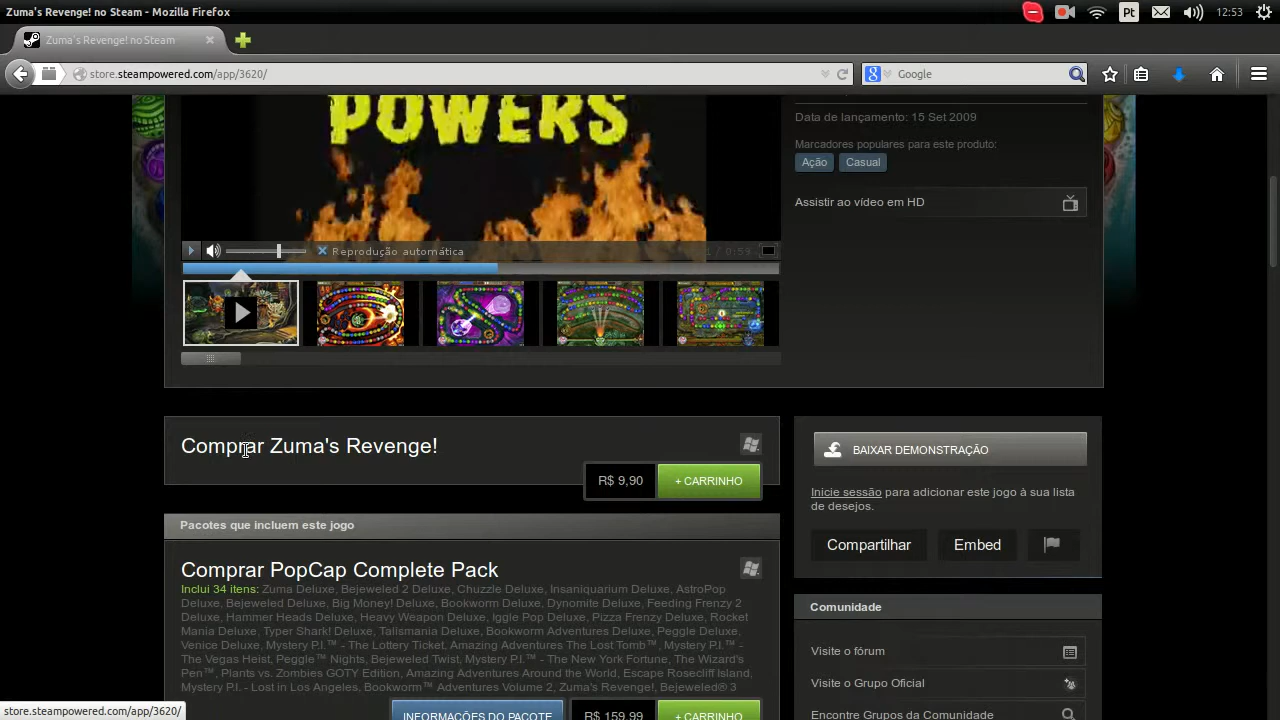 Zuma's Revenge! no Steam - Mozilla Firefox
Pt
12:53
Zuma's Revenge! no Steam
store.steampowered.com/app/3620/
Google
POWERS
Data de lançamento: 15 Set 2009
Marcadores populares para este produto:
Ação
Casual
Assistir ao vídeo em HD
Reprodução automática
/ 0:59
Comprar Zuma's Revenge!
R$ 9,90
+ CARRINHO
BAIXAR DEMONSTRAÇÃO
Inicie sessão para adicionar este jogo à sua lista
de desejos.
Compartilhar
Embed
Pacotes que incluem este jogo
Comprar PopCap Complete Pack
Inclui 34 itens: Zuma Deluxe, Bejeweled 2 Deluxe, Chuzzle Deluxe, Insaniquarium Deluxe, AstroPop
Deluxe, Bejeweled Deluxe, Big Money! Deluxe, Bookworm Deluxe, Dynomite Deluxe, Feeding Frenzy 2
Deluxe, Hammer Heads Deluxe, Heavy Weapon Deluxe, Iggle Pop Deluxe, Pizza Frenzy Deluxe, Rocket
Mania Deluxe, Typer Shark! Deluxe, Talismania Deluxe, Bookworm Adventures Deluxe, Peggle Deluxe,
Venice Deluxe, Mystery P.I.™ - The Lottery Ticket, Amazing Adventures The Lost Tomb™, Mystery P.I.™ -
The Vegas Heist, Peggle™ Nights, Bejeweled Twist, Mystery P.I.™ - The New York Fortune, The Wizard's
Pen™, Plants vs. Zombies GOTY Edition, Amazing Adventures Around the World, Escape Rosecliff Island,
Mystery P.I. - Lost in Los Angeles, Bookworm™ Adventures Volume 2, Zuma's Revenge!, Bejeweled® 3
INFORMAÇÕES DO PACOTE
R$ 159,99
+ CARRINHO
Comunidade
Visite o fórum
Visite o Grupo Oficial
Encontre Grupos da Comunidade
store.steampowered.com/app/3620/